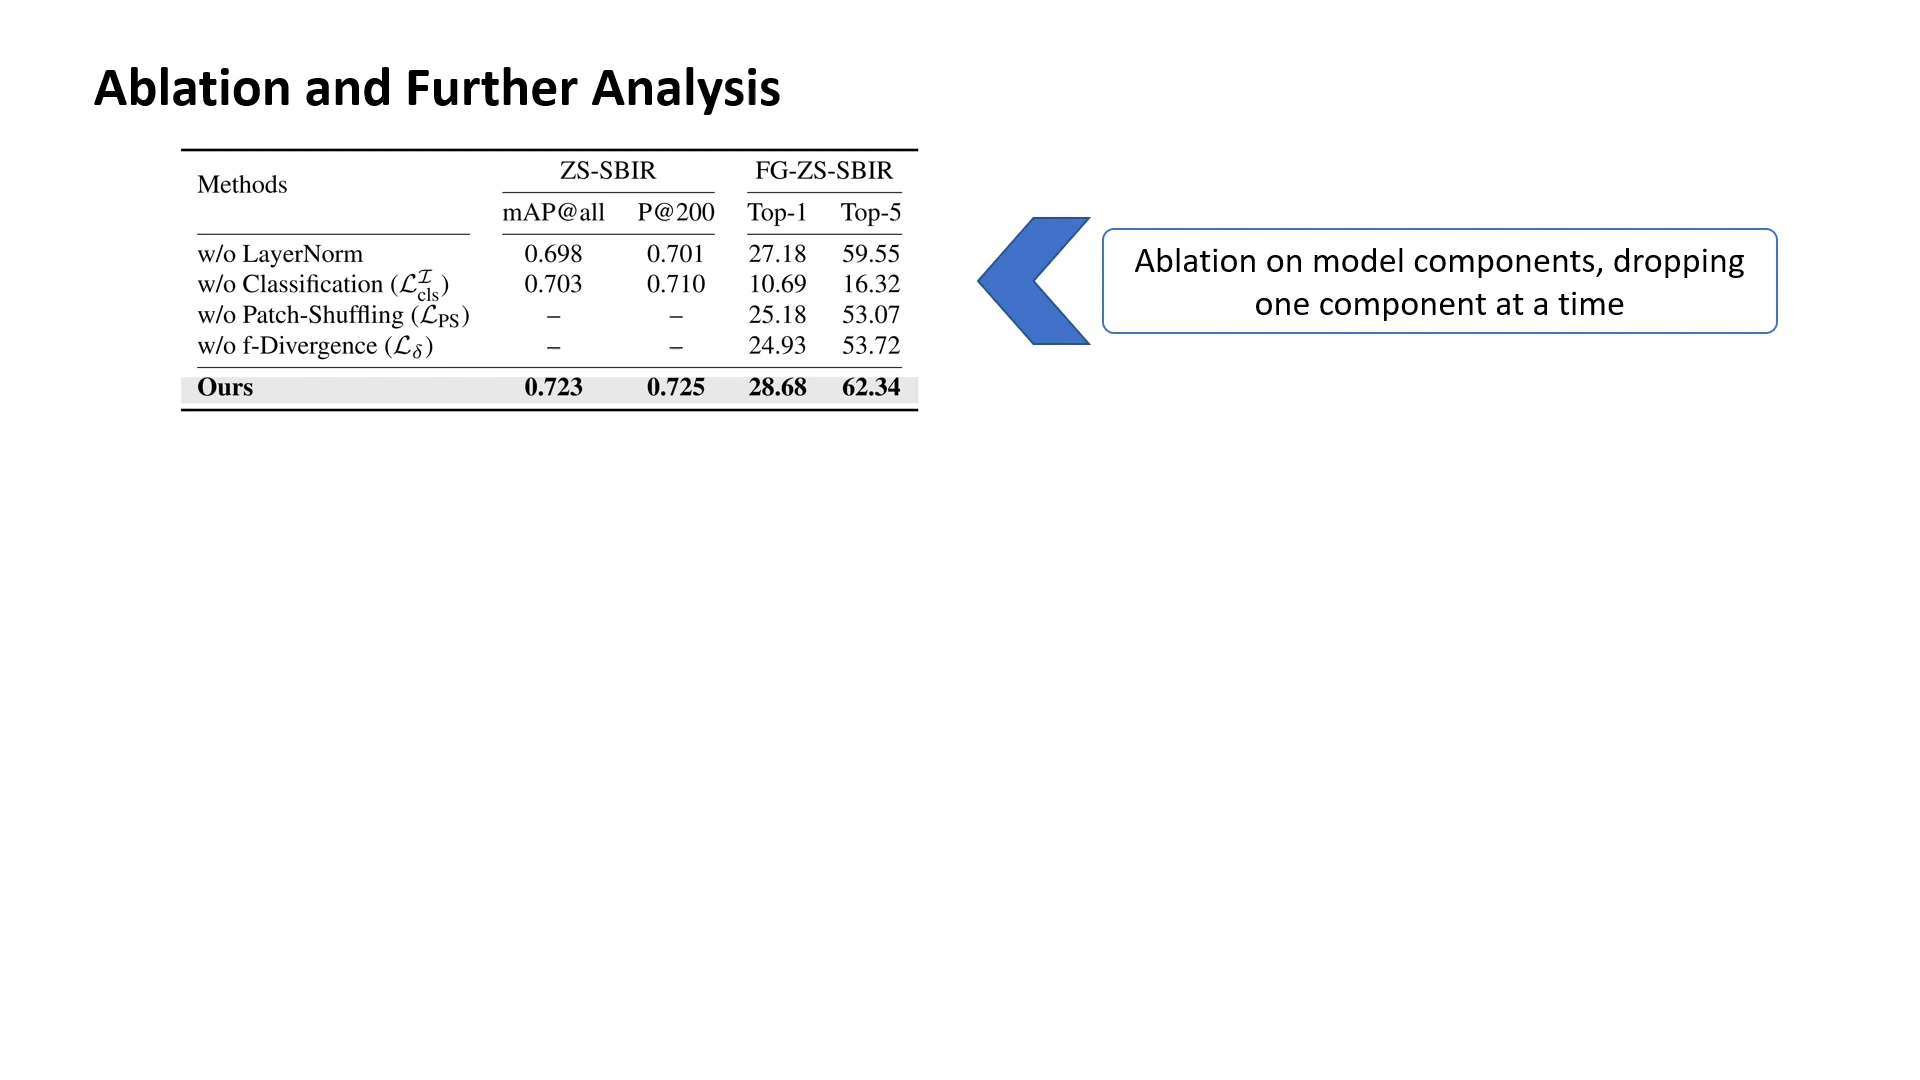 Ablation and Further Analysis
Methods ZS-SBIR FG-ZS-SBIR
mAP@all P@200 Top-1 Top-5
w/o LayerNorm 0.698 0.701 27.18 59.55
w/o Classification (ℒ^ℐ_cls) 0.703 0.710 10.69 16.32
w/o Patch-Shuffling (ℒ_PS) – – 25.18 53.07
w/o f-Divergence (ℒ_δ) – – 24.93 53.72
Ours 0.723 0.725 28.68 62.34
Ablation on model components, dropping
one component at a time